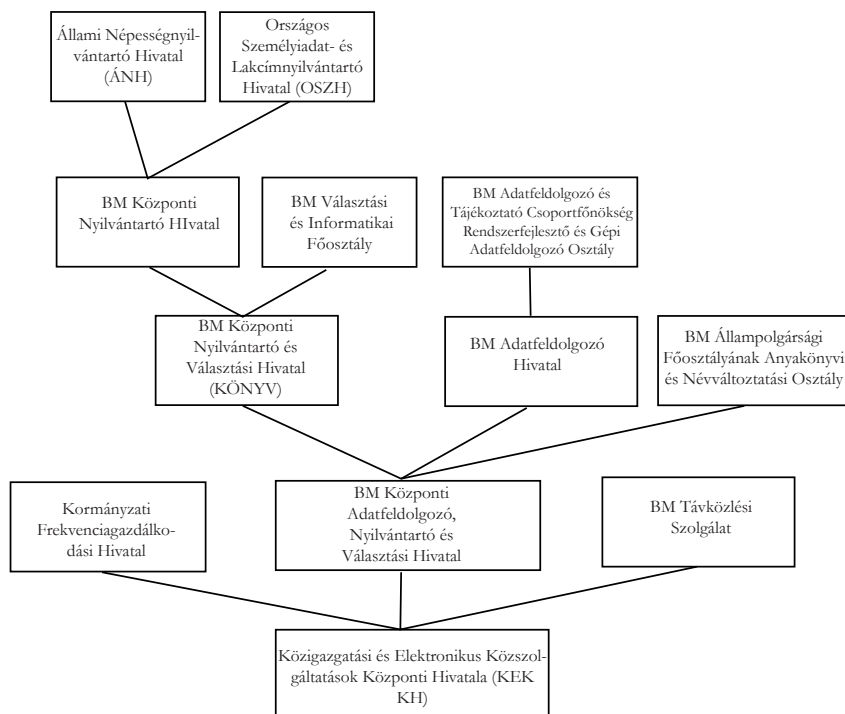 Állami Népességnyil-
vántartó Hivatal
(ÁNH)
Országos
Személyiadat- és
Lakcímnyilvántartó
Hivatal (OSZH)
BM Központi
Nyilvántartó HIvatal
BM Választási
és Informatikai
Főosztály
BM Adatfeldolgozó és
Tájékoztató Csoportfőnökség
Rendszerfejlesztő és Gépi
Adatfeldolgozó Osztály
BM Központi
Nyilvántartó és
Választási Hivatal
(KÖNYV)
BM Adatfeldolgozó
Hivatal
BM Állampolgársági
Főosztályának Anyakönyvi
és Névváltoztatási Osztály
Kormányzati
Frekvenciagazdálko-
dási Hivatal
BM Központi
Adatfeldolgozó,
Nyilvántartó és
Választási Hivatal
BM Távközlési
Szolgálat
Közigazgatási és Elektronikus Közszol-
gáltatások Központi Hivatala (KEK
KH)